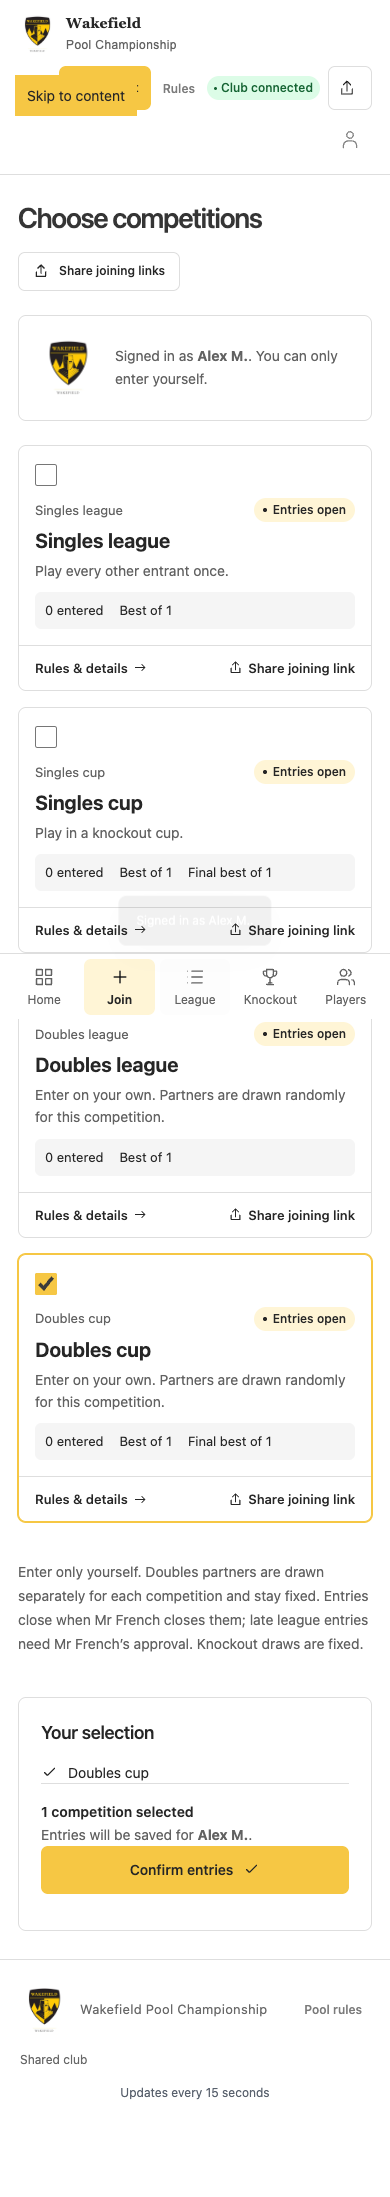 Wakefield
Pool Championship
Skip to content
Rules
• Club connected
Choose competitions
Share joining links
WAKEFIELD
Signed in as Alex M.. You can only
enter yourself.
Singles league
• Entries open
Singles league
Play every other entrant once.
0 entered Best of 1
Rules & details →
Share joining link
Singles cup
• Entries open
Singles cup
Play in a knockout cup.
0 entered Best of 1 Final best of 1
Signed in as Alex M.
Rules & details →
Share joining link
Home
Join
League
Knockout
Players
Doubles league
• Entries open
Doubles league
Enter on your own. Partners are drawn randomly
for this competition.
0 entered Best of 1
Rules & details →
Share joining link
Doubles cup
• Entries open
Doubles cup
Enter on your own. Partners are drawn randomly
for this competition.
0 entered Best of 1 Final best of 1
Rules & details →
Share joining link
Enter only yourself. Doubles partners are drawn
separately for each competition and stay fixed. Entries
close when Mr French closes them; late league entries
need Mr French’s approval. Knockout draws are fixed.
Your selection
Doubles cup
1 competition selected
Entries will be saved for Alex M..
Confirm entries
WAKEFIELD
Wakefield Pool Championship
Pool rules
Shared club
Updates every 15 seconds